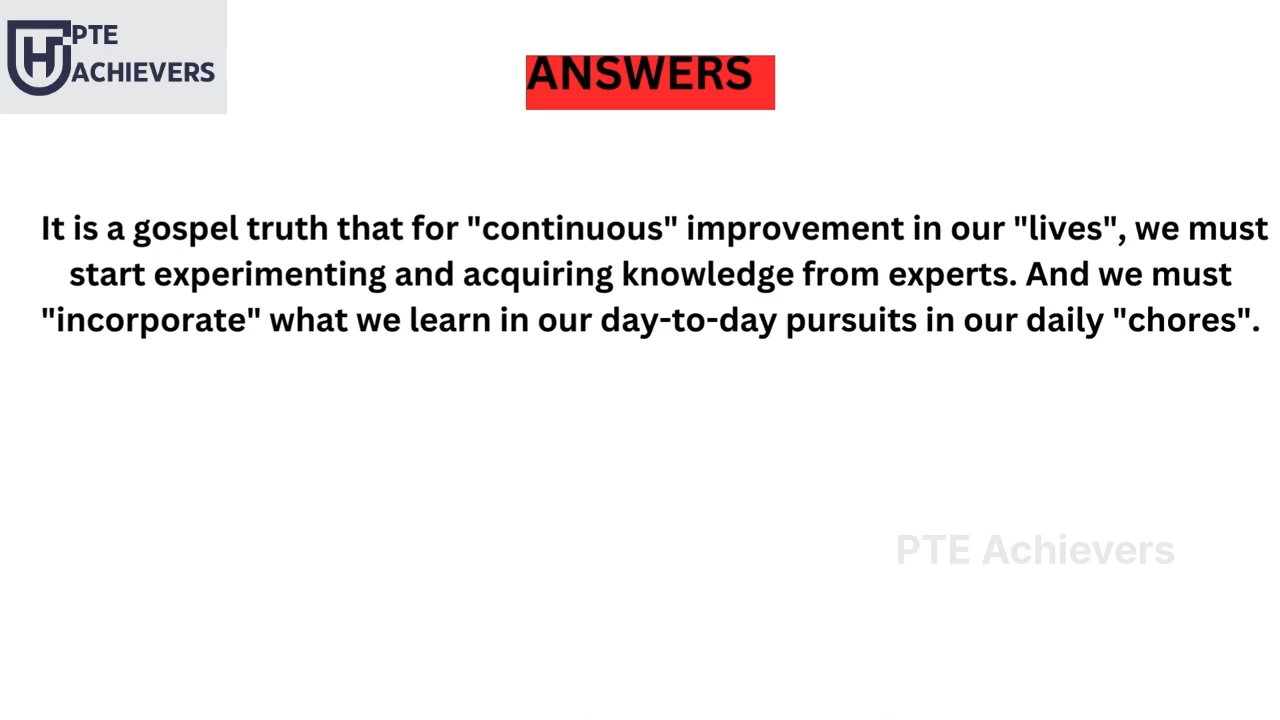 PTE
ACHIEVERS
ANSWERS
It is a gospel truth that for "continuous" improvement in our "lives", we must
start experimenting and acquiring knowledge from experts. And we must
"incorporate" what we learn in our day-to-day pursuits in our daily "chores".
PTE Achievers